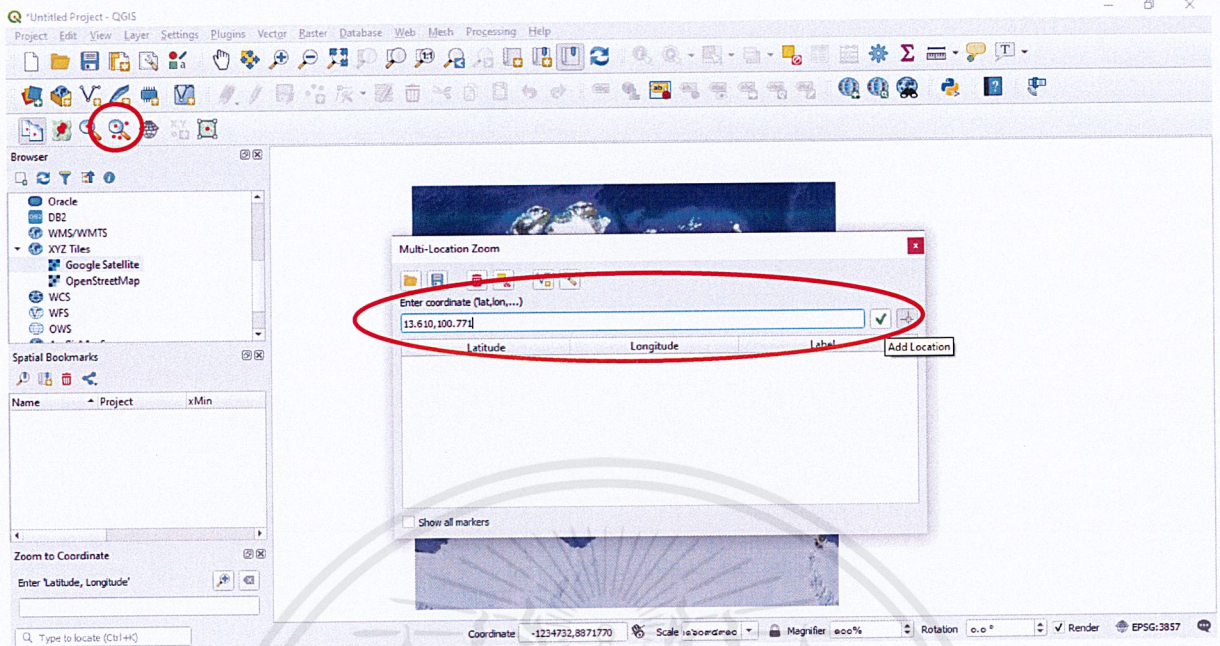 *Untitled Project - QGIS
Project Edit View Layer Settings Plugins Vector Raster Database Web Mesh Processing Help
Browser
Oracle
DB2
WMS/WMTS
XYZ Tiles
Google Satellite
OpenStreetMap
WCS
WFS
OWS
Spatial Bookmarks
Name Project xMin
Zoom to Coordinate
Enter 'Latitude, Longitude'
Type to locate (Ctrl+K)
Multi-Location Zoom
Enter coordinate ('lat,lon,...)
13.610,100.771
Latitude Longitude Label
Add Location
Show all markers
Coordinate -1234732,8871770 Scale Magnifier Rotation Render EPSG:3857